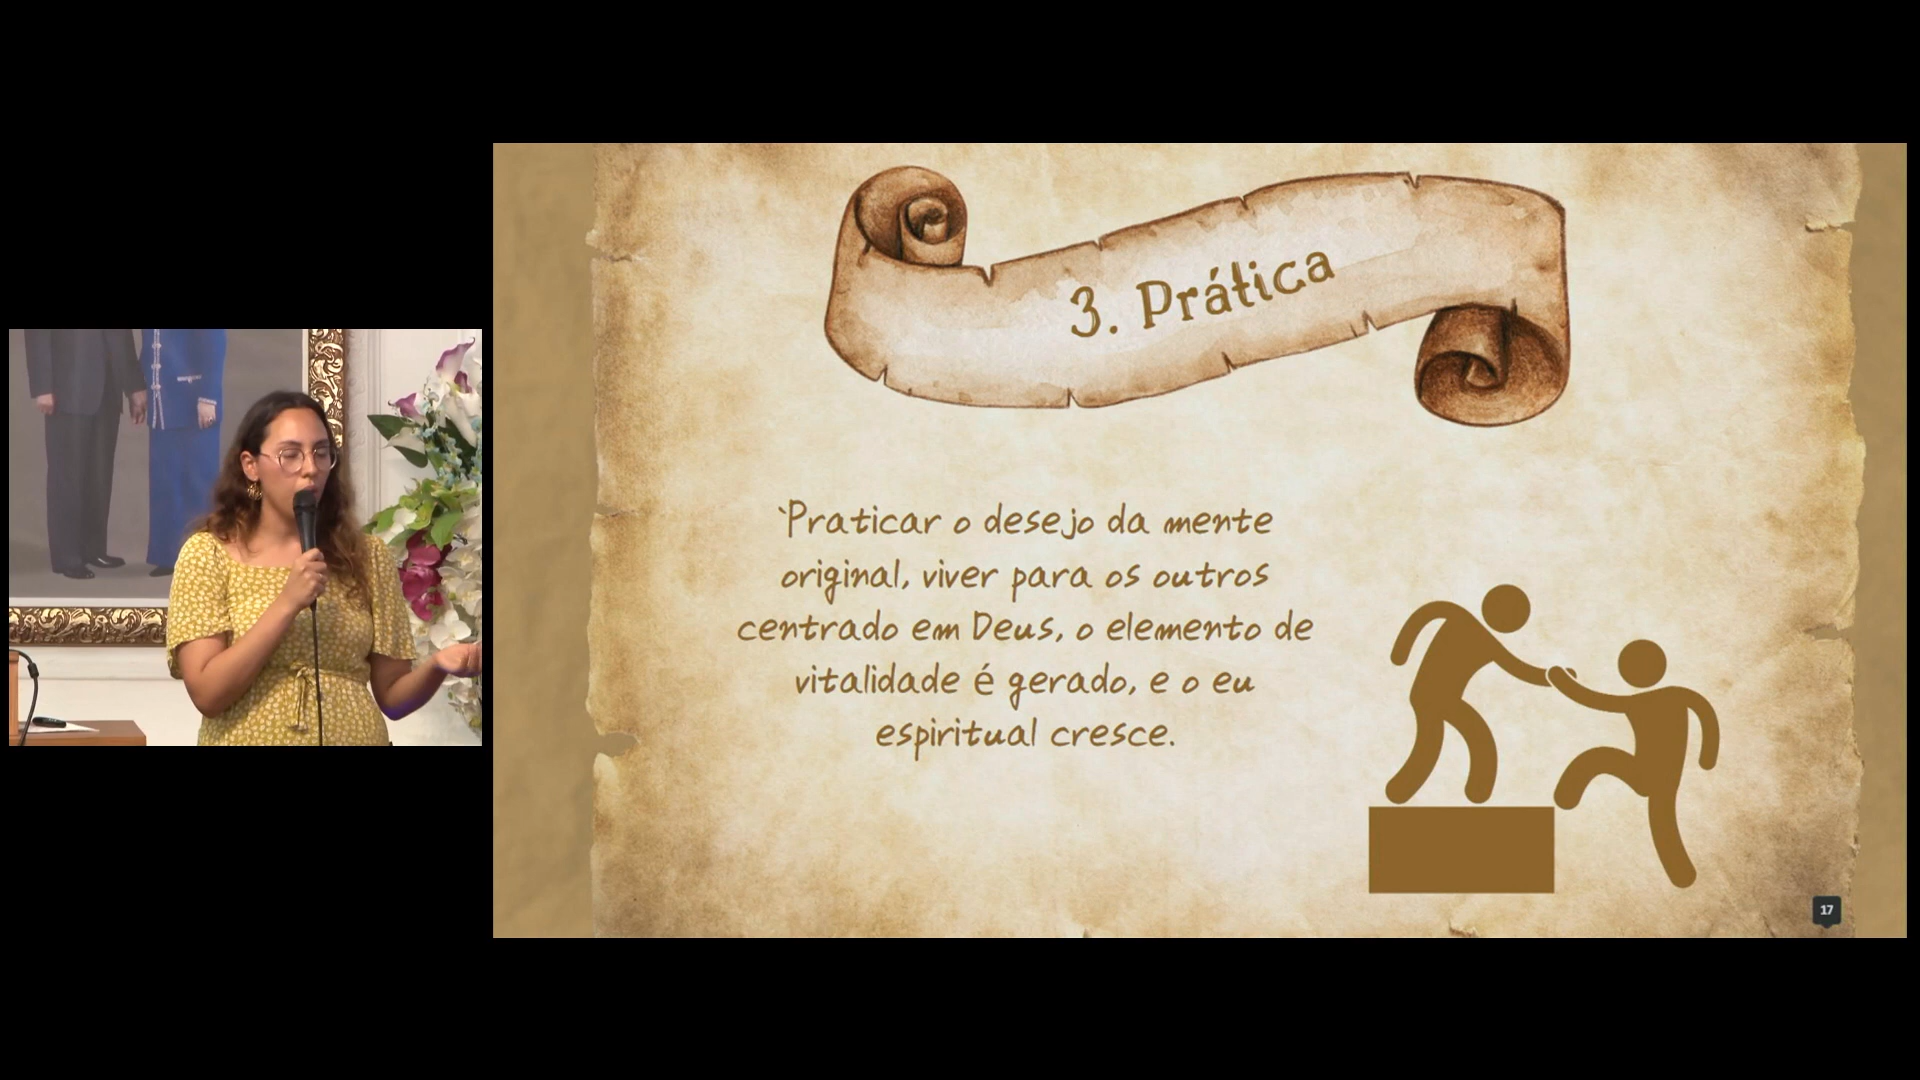 3. Prática
`Praticar o desejo da mente
original, viver para os outros
centrado em Deus, o elemento de
vitalidade é gerado, e o eu
espiritual cresce.
17